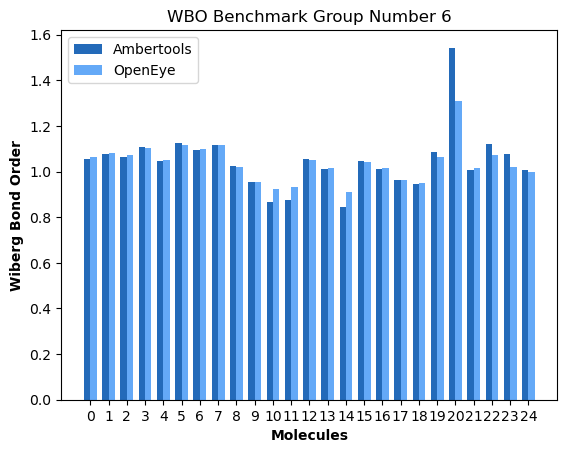 WBO Benchmark Group Number 6
Ambertools
OpenEye
Wiberg Bond Order
1.6
1.4
1.2
1.0
0.8
0.6
0.4
0.2
0.0
0 1 2 3 4 5 6 7 8 9 10 11 12 13 14 15 16 17 18 19 20 21 22 23 24
Molecules